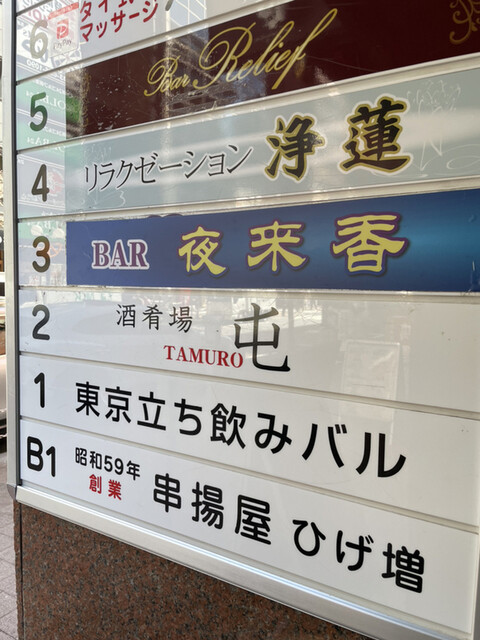 6 タイ式
マッサージ
PayPay
5 Bar Relief
4 リラクゼーション 浄蓮
3 BAR 夜来香
2 酒肴場 屯
TAMURO
1 東京立ち飲みバル
B1 昭和59年
創業 串揚屋 ひげ増